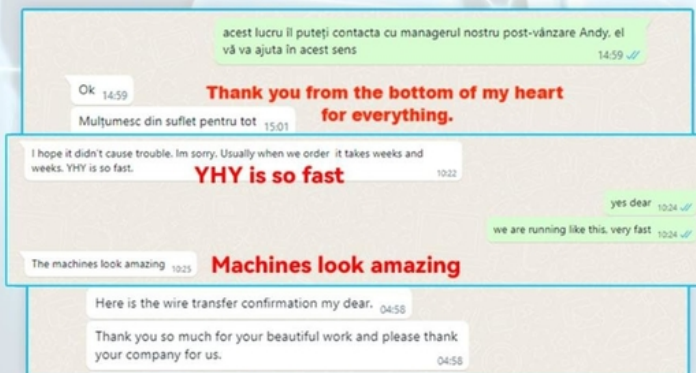 acest lucru îl puteți contacta cu managerul nostru post-vânzare Andy. el
vă va ajuta în acest sens
14:59
Ok 14:59
Thank you from the bottom of my heart
for everything.
Mulțumesc din suflet pentru tot 15:01
I hope it didn't cause trouble. Im sorry. Usually when we order it takes weeks and
weeks. YHY is so fast.
10:22
YHY is so fast
yes dear 10:24
we are running like this, very fast 10:24
The machines look amazing 10:25
Machines look amazing
Here is the wire transfer confirmation my dear. 04:58
Thank you so much for your beautiful work and please thank
your company for us.
04:58